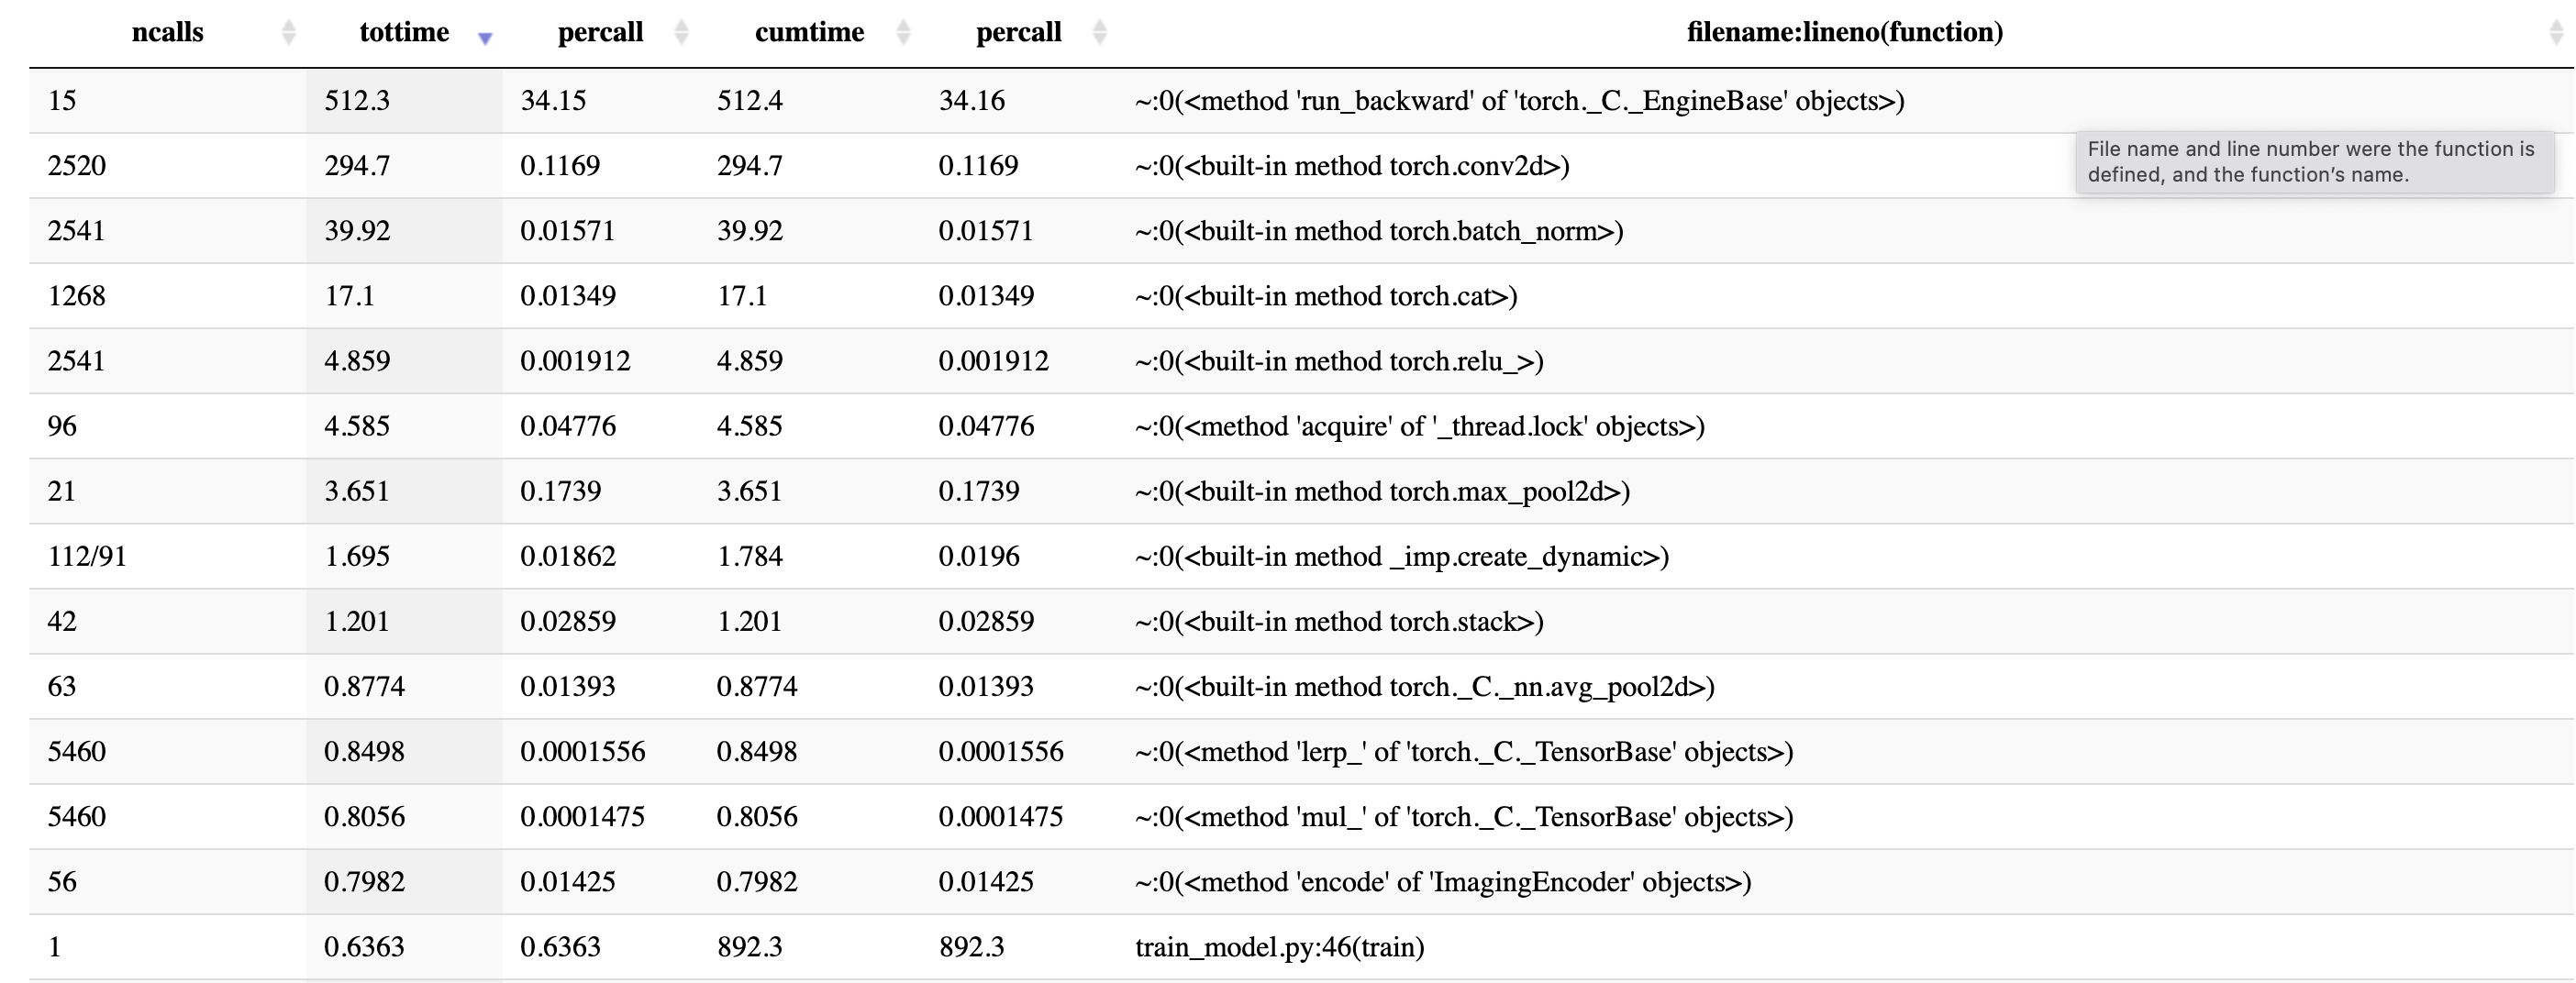 ncalls tottime percall cumtime percall filename:lineno(function)
15 512.3 34.15 512.4 34.16 ~:0(<method 'run_backward' of 'torch._C._EngineBase' objects>)
File name and line number were the function is
defined, and the function’s name.
2520 294.7 0.1169 294.7 0.1169 ~:0(<built-in method torch.conv2d>)
2541 39.92 0.01571 39.92 0.01571 ~:0(<built-in method torch.batch_norm>)
1268 17.1 0.01349 17.1 0.01349 ~:0(<built-in method torch.cat>)
2541 4.859 0.001912 4.859 0.001912 ~:0(<built-in method torch.relu_>)
96 4.585 0.04776 4.585 0.04776 ~:0(<method 'acquire' of '_thread.lock' objects>)
21 3.651 0.1739 3.651 0.1739 ~:0(<built-in method torch.max_pool2d>)
112/91 1.695 0.01862 1.784 0.0196 ~:0(<built-in method _imp.create_dynamic>)
42 1.201 0.02859 1.201 0.02859 ~:0(<built-in method torch.stack>)
63 0.8774 0.01393 0.8774 0.01393 ~:0(<built-in method torch._C._nn.avg_pool2d>)
5460 0.8498 0.0001556 0.8498 0.0001556 ~:0(<method 'lerp_' of 'torch._C._TensorBase' objects>)
5460 0.8056 0.0001475 0.8056 0.0001475 ~:0(<method 'mul_' of 'torch._C._TensorBase' objects>)
56 0.7982 0.01425 0.7982 0.01425 ~:0(<method 'encode' of 'ImagingEncoder' objects>)
1 0.6363 0.6363 892.3 892.3 train_model.py:46(train)